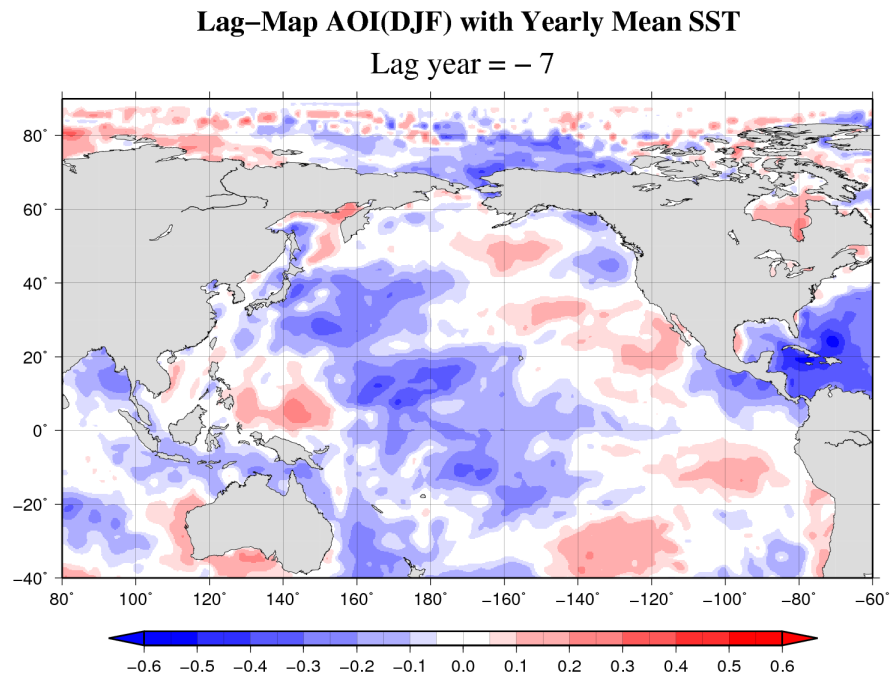 Lag−Map AOI(DJF) with Yearly Mean SST
Lag year = − 7
80˚
60˚
40˚
20˚
0˚
−20˚
−40˚
80 100 120 140 160 −160 −140 −120 −100 −80 −60˚
−0.6 −0.5 −0.4 −0.3 −0.2 −0.1 0.0 0.1 0.2 0.3 0.4 0.5 0.6